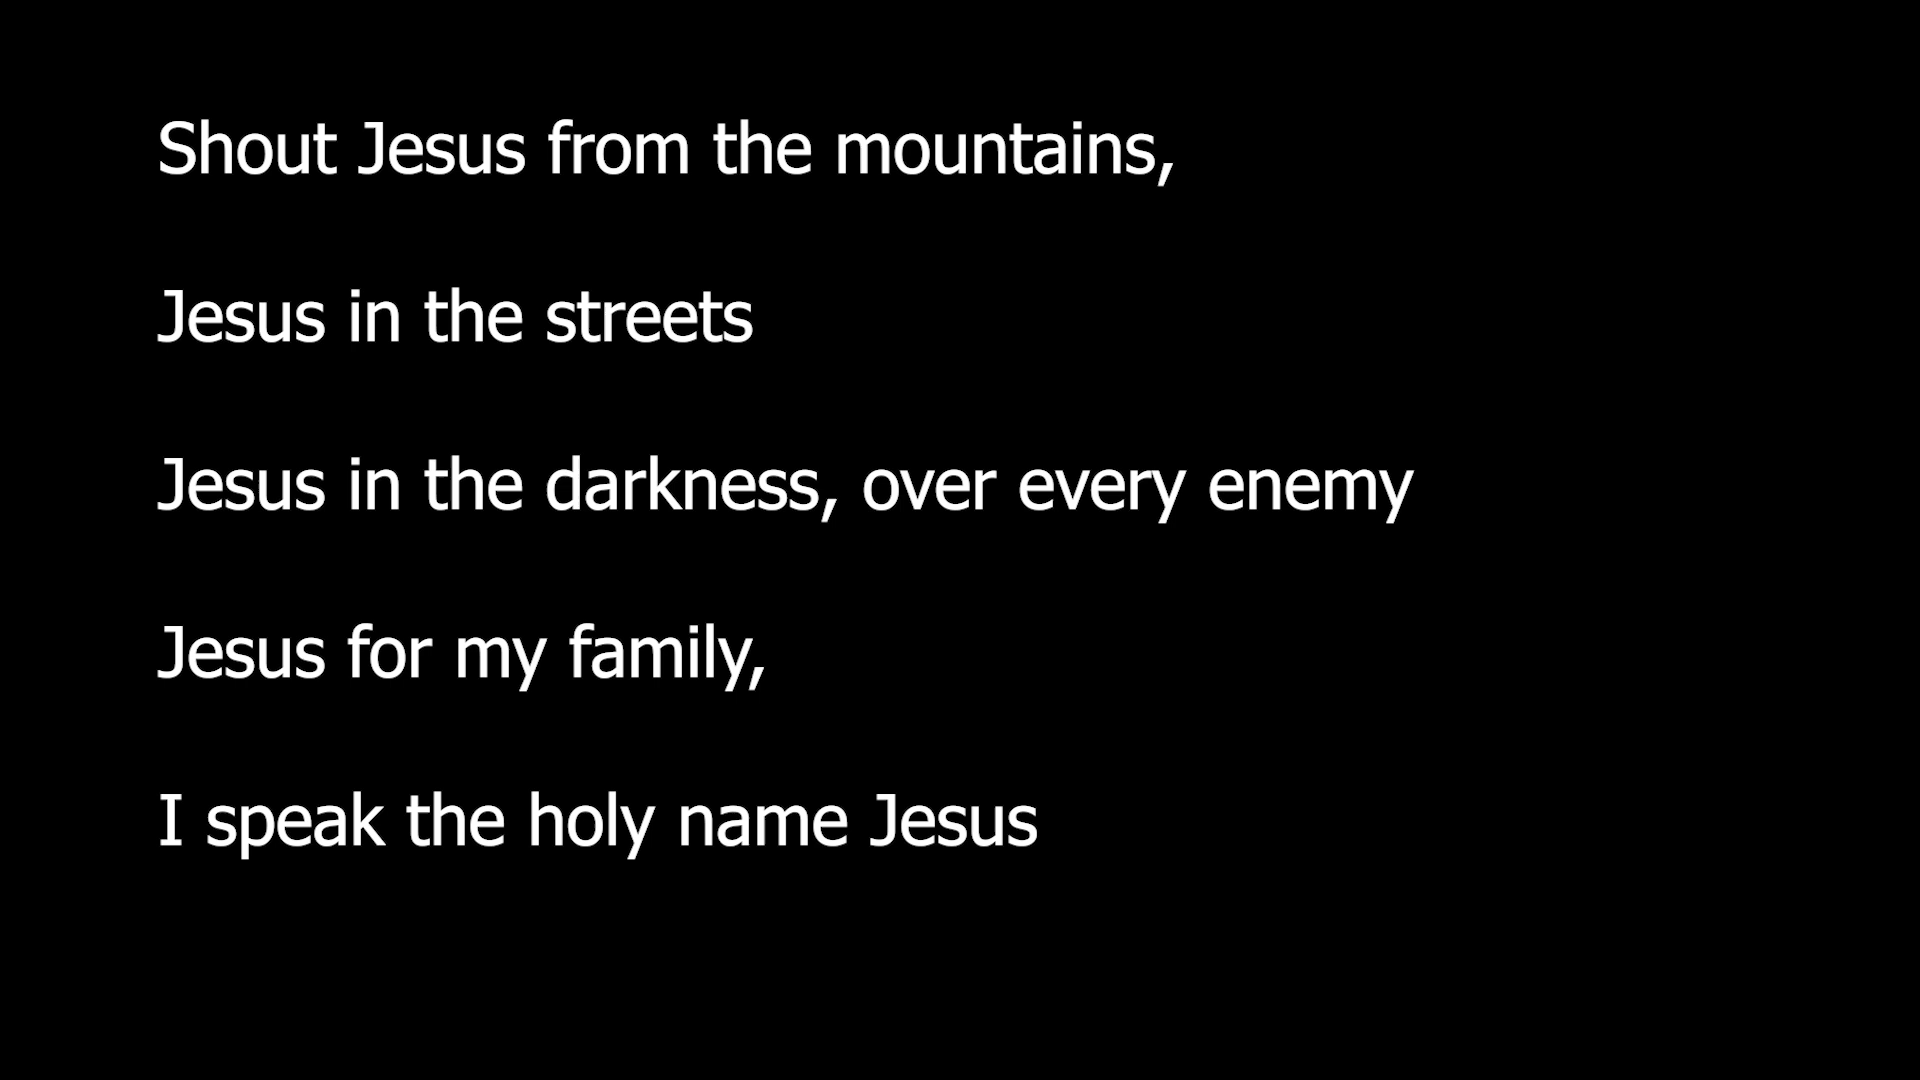 Shout Jesus from the mountains,
Jesus in the streets
Jesus in the darkness, over every enemy
Jesus for my family,
I speak the holy name Jesus